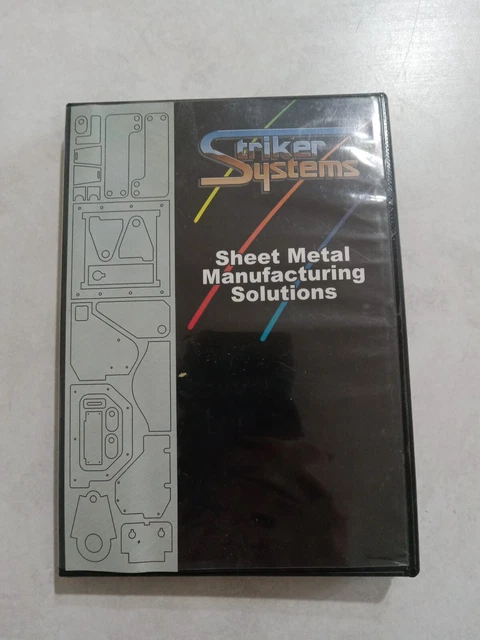 Striker
Systems
Sheet Metal
Manufacturing
Solutions